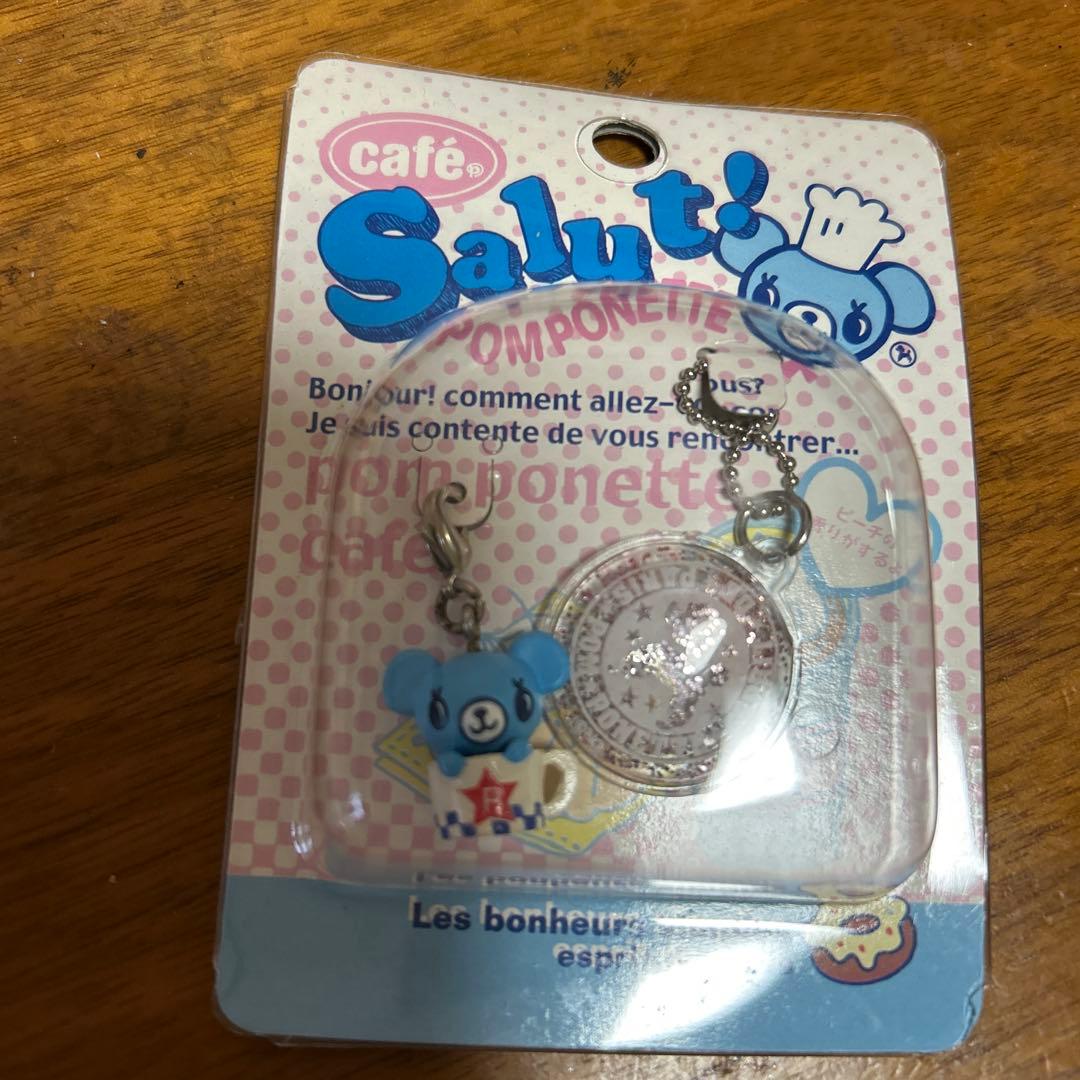 café
Salut!
POMPONETTE
Bonjour! comment allez-vous?
Je suis contente de vous rencontrer...
pom ponette
café
ピーチの
香りがするよ
R
Les bonheurs
espri